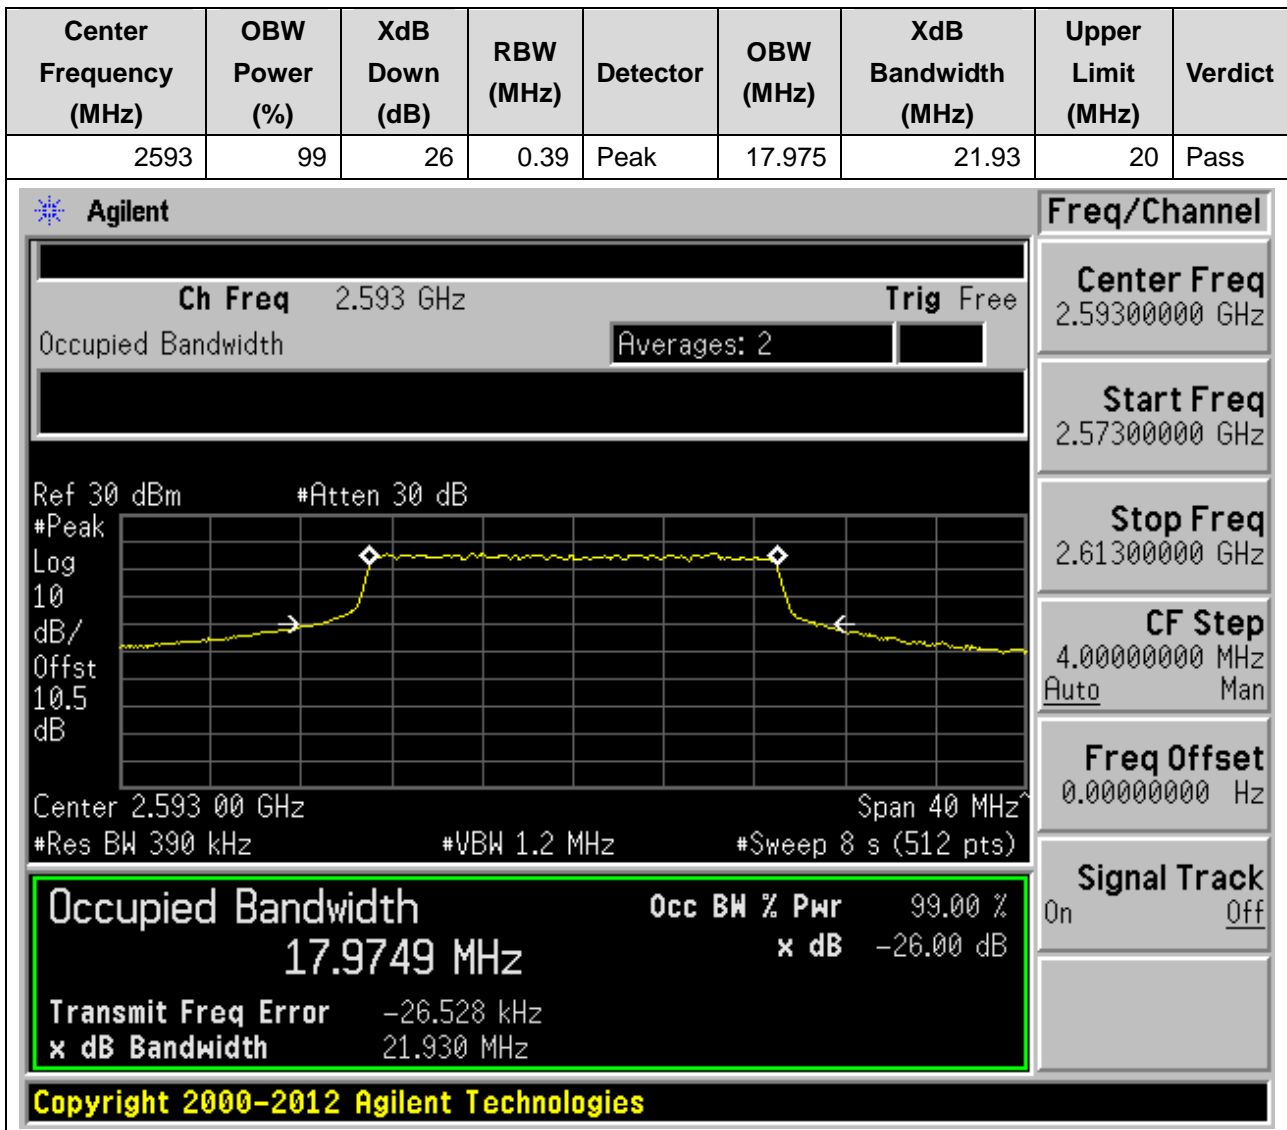 Center Frequency (MHz) OBW Power (%) XdB Down (dB) RBW (MHz) Detector OBW (MHz) XdB Bandwidth (MHz) Upper Limit (MHz) Verdict
2593 99 26 0.39 Peak 17.975 21.93 20 Pass
Agilent
Freq/Channel
Ch Freq 2.593 GHz Trig Free
Occupied Bandwidth Averages: 2
Center Freq
2.59300000 GHz
Start Freq
2.57300000 GHz
Stop Freq
2.61300000 GHz
CF Step
4.00000000 MHz
Auto Man
Freq Offset
0.00000000 Hz
Signal Track
On Off
Ref 30 dBm #Atten 30 dB
#Peak
Log
10
dB/
Offst
10.5
dB
Center 2.593 00 GHz Span 40 MHz^
#Res BW 390 kHz #VBW 1.2 MHz #Sweep 8 s (512 pts)
Occupied Bandwidth Occ BW % Pwr 99.00 %
17.9749 MHz x dB -26.00 dB
Transmit Freq Error -26.528 kHz
x dB Bandwidth 21.930 MHz
Copyright 2000-2012 Agilent Technologies